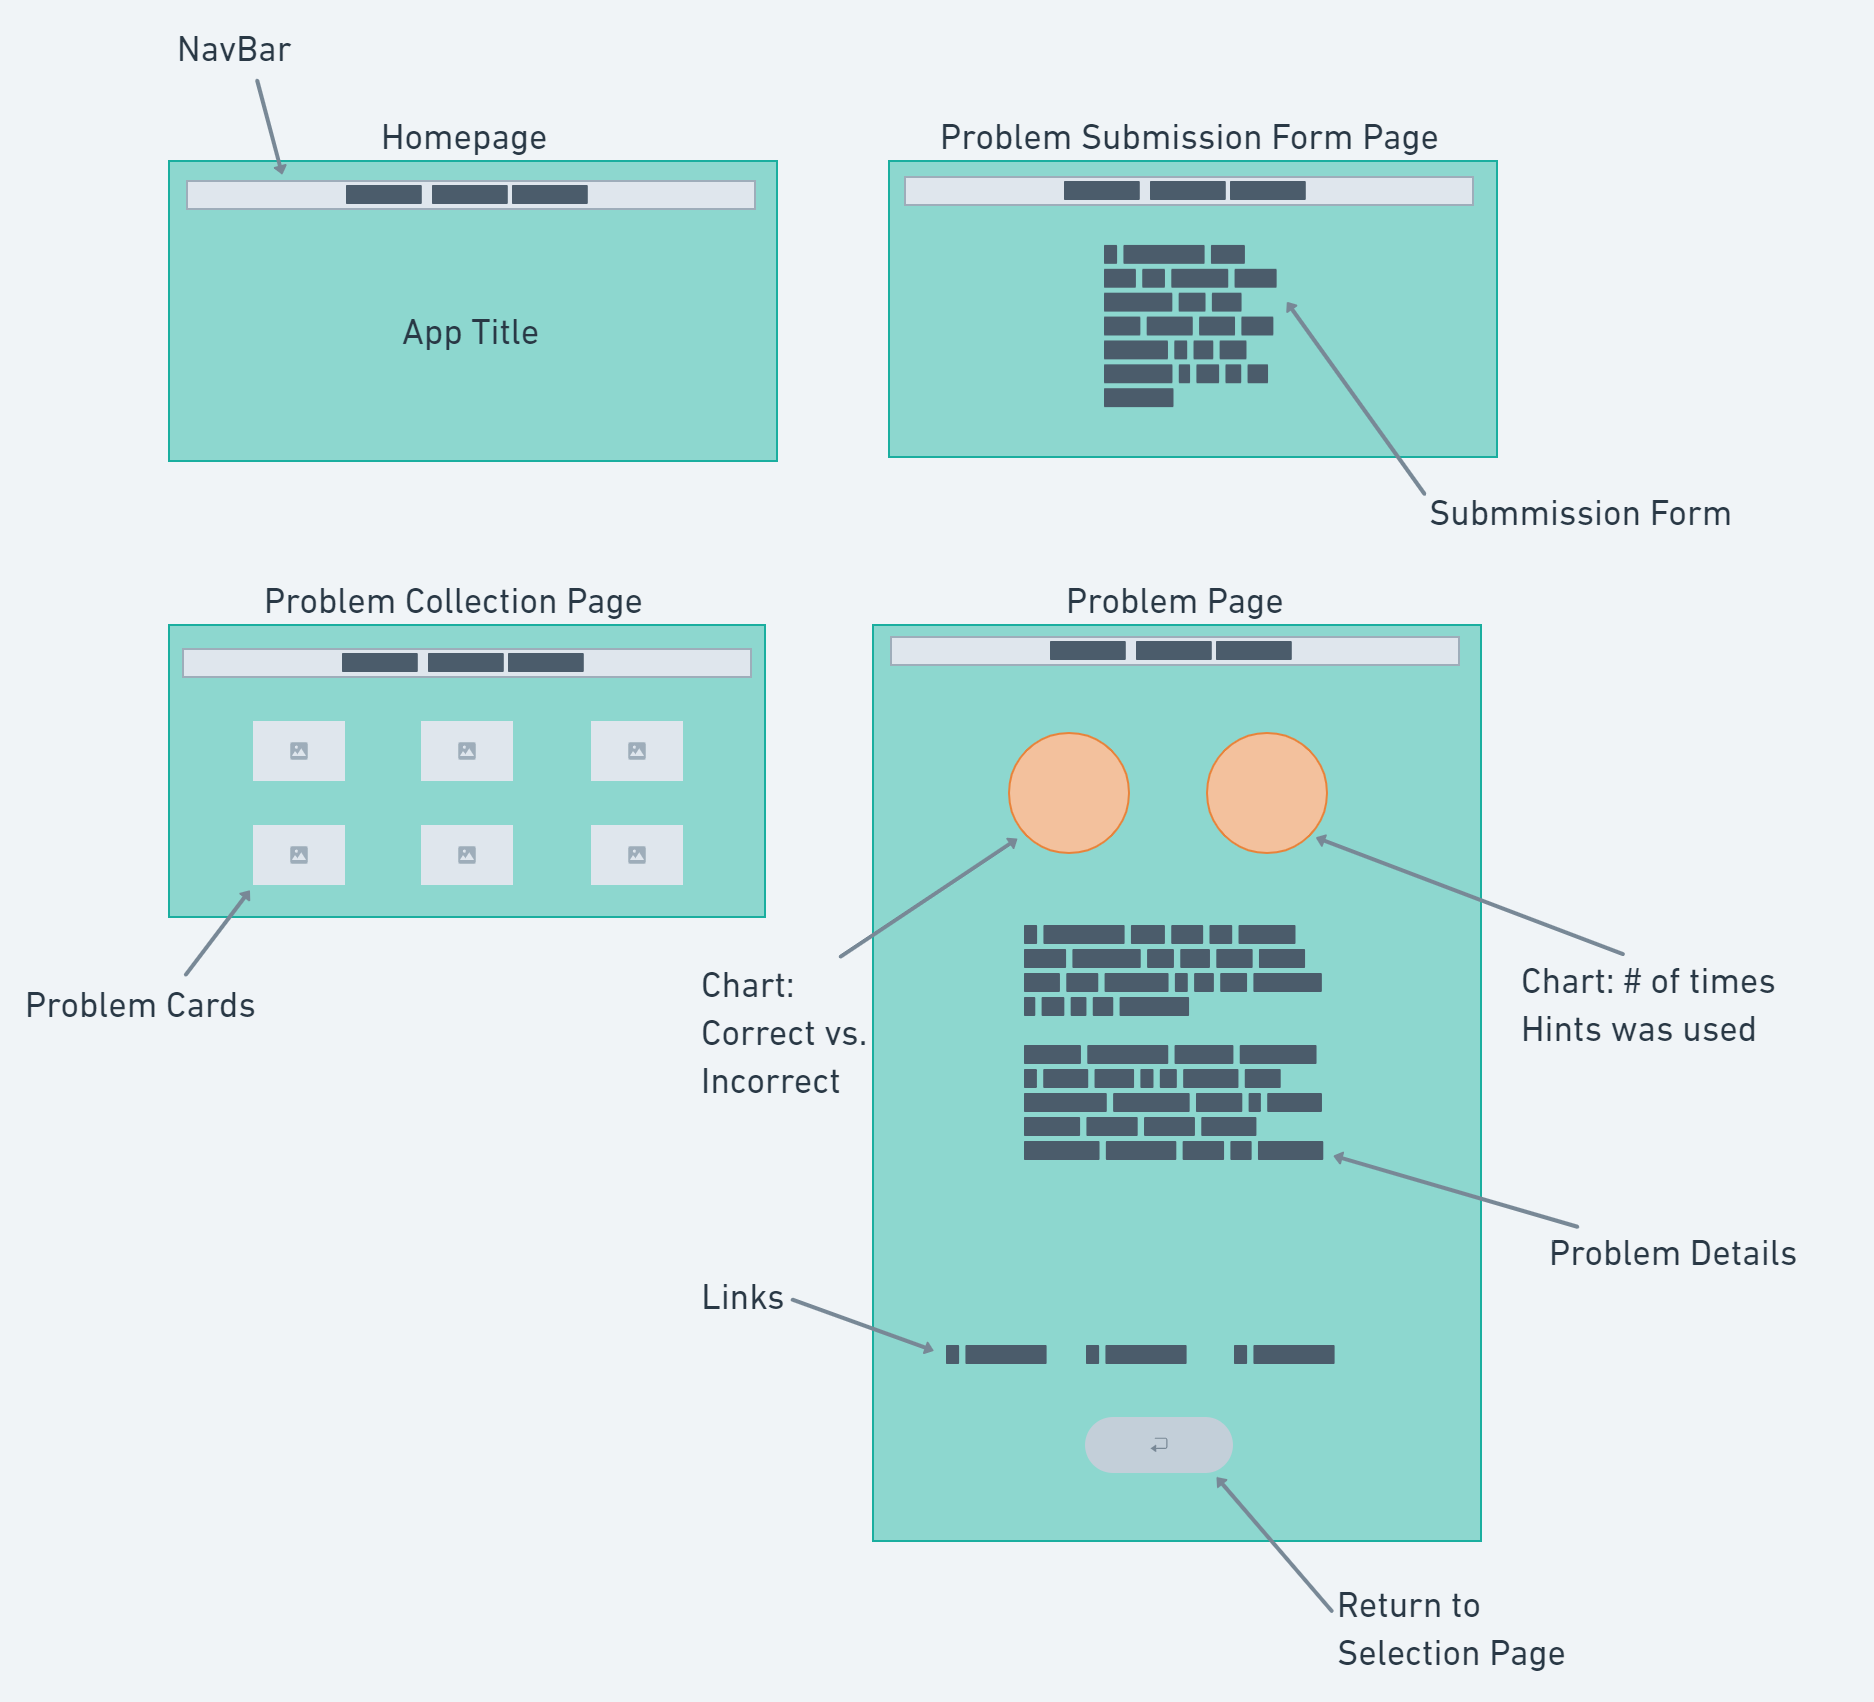 NavBar
Homepage
App Title
Problem Submission Form Page
Submmission Form
Problem Collection Page
Problem Cards
Problem Page
Chart:
Correct vs.
Incorrect
Chart: # of times
Hints was used
Problem Details
Links
Return to
Selection Page